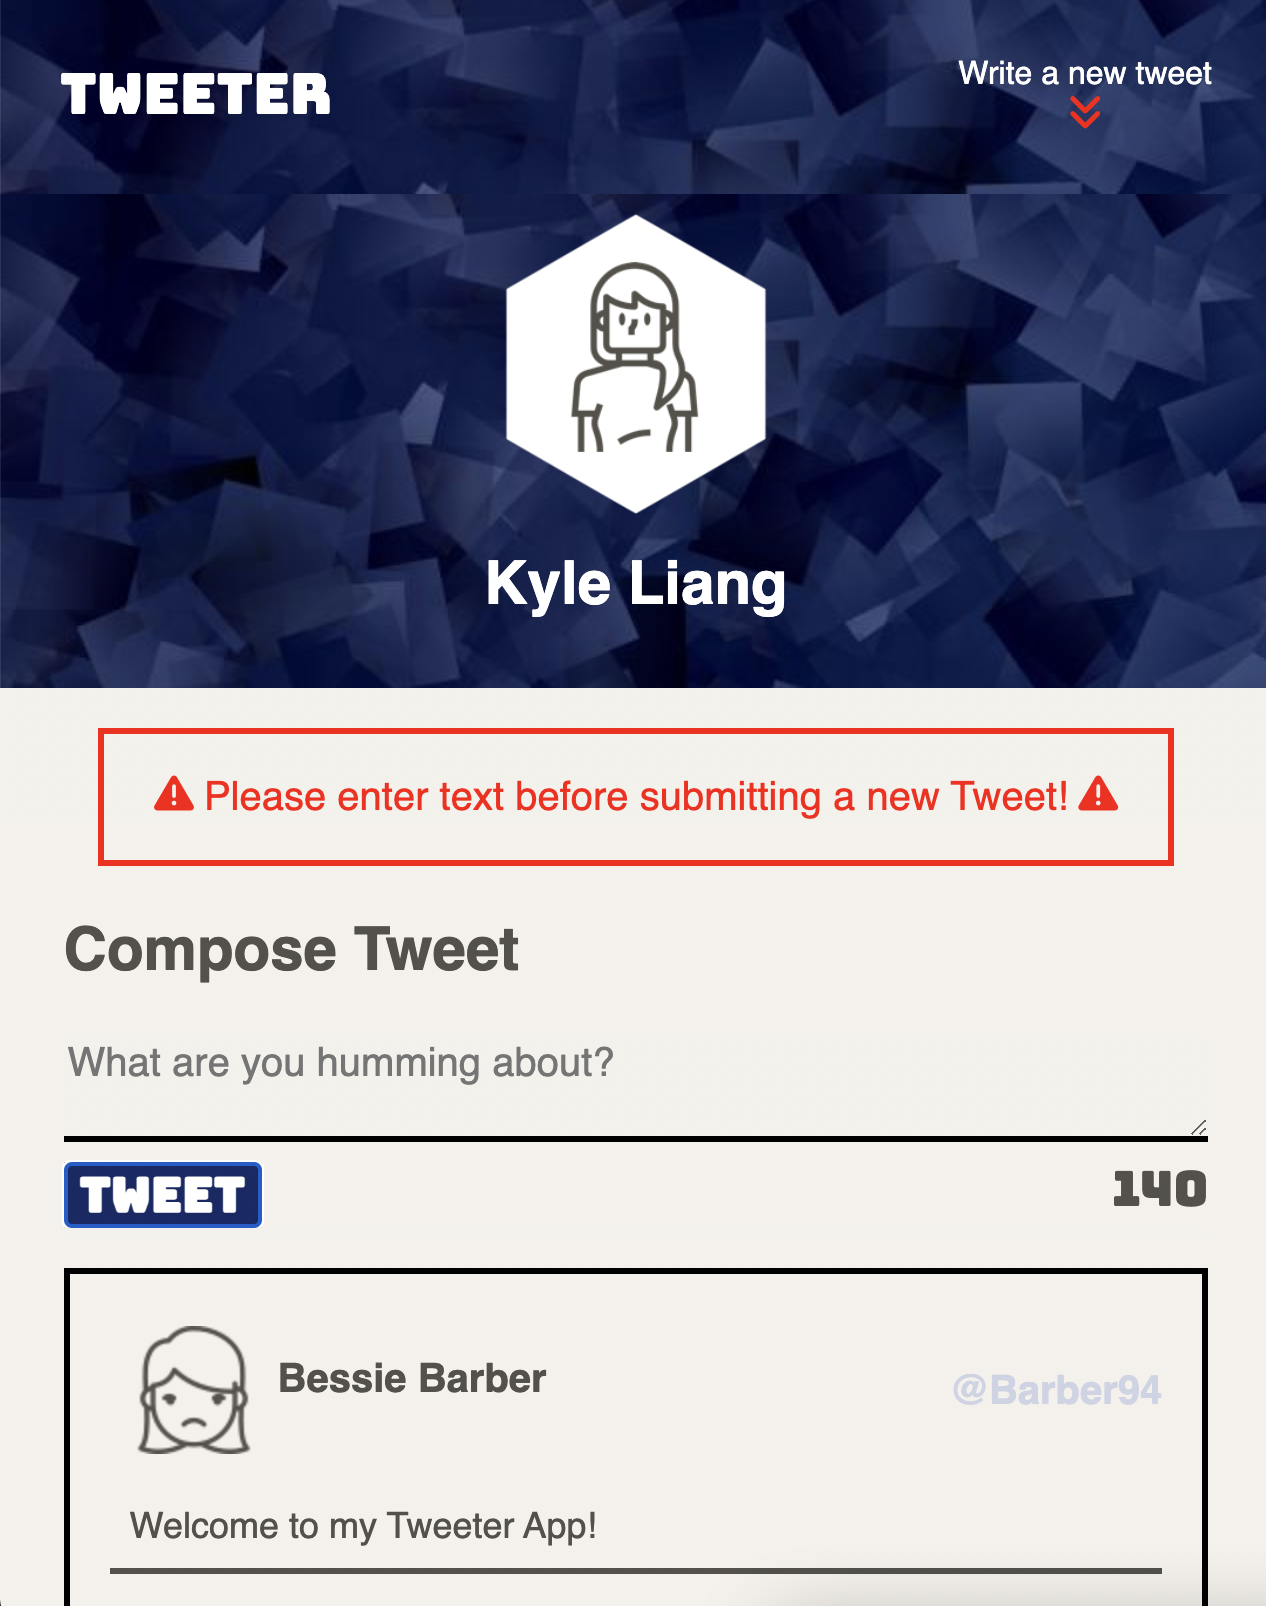 TWEETER
Write a new tweet
Kyle Liang
Please enter text before submitting a new Tweet!
Compose Tweet
What are you humming about?
TWEET
140
Bessie Barber
@Barber94
Welcome to my Tweeter App!